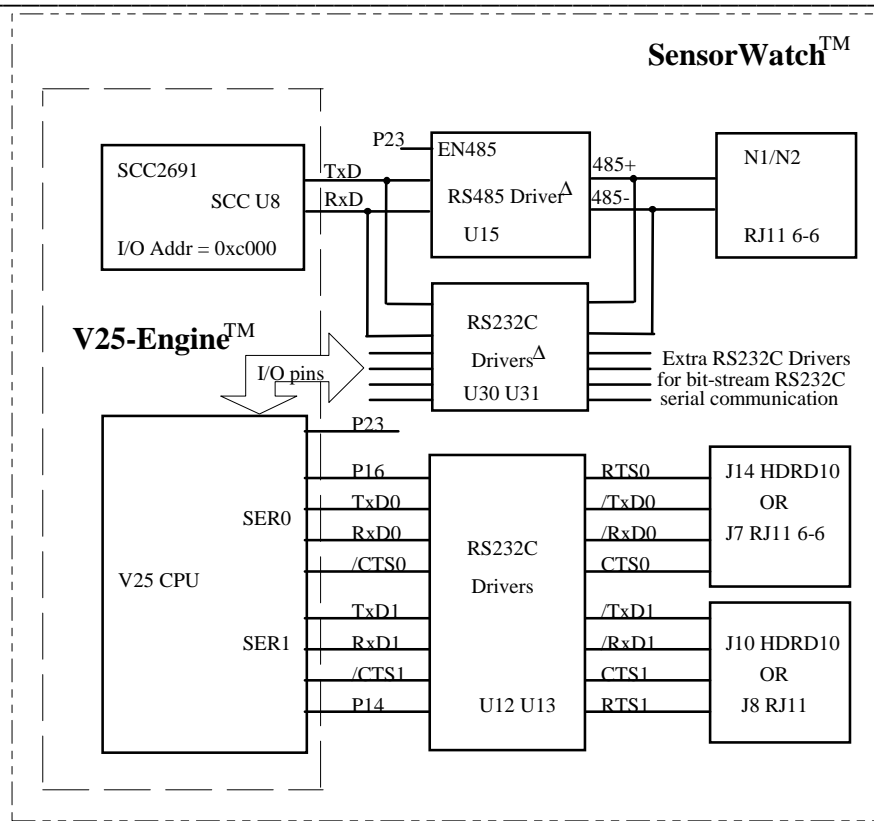 SensorWatch™
P23
EN485
SCC2691
SCC U8
I/O Addr = 0xc000
TxD
RxD
RS485 Driver Δ
U15
485+
485-
N1/N2
RJ11 6-6
V25-Engine™
I/O pins
RS232C
Drivers Δ
U30 U31
Extra RS232C Drivers
for bit-stream RS232C
serial communication
P23
P16
TxD0
RxD0
/CTS0
TxD1
RxD1
/CTS1
P14
SER0
V25 CPU
SER1
RS232C
Drivers
U12 U13
RTS0
/TxD0
/RxD0
CTS0
/TxD1
/RxD1
CTS1
RTS1
J14 HDRD10
OR
J7 RJ11 6-6
J10 HDRD10
OR
J8 RJ11